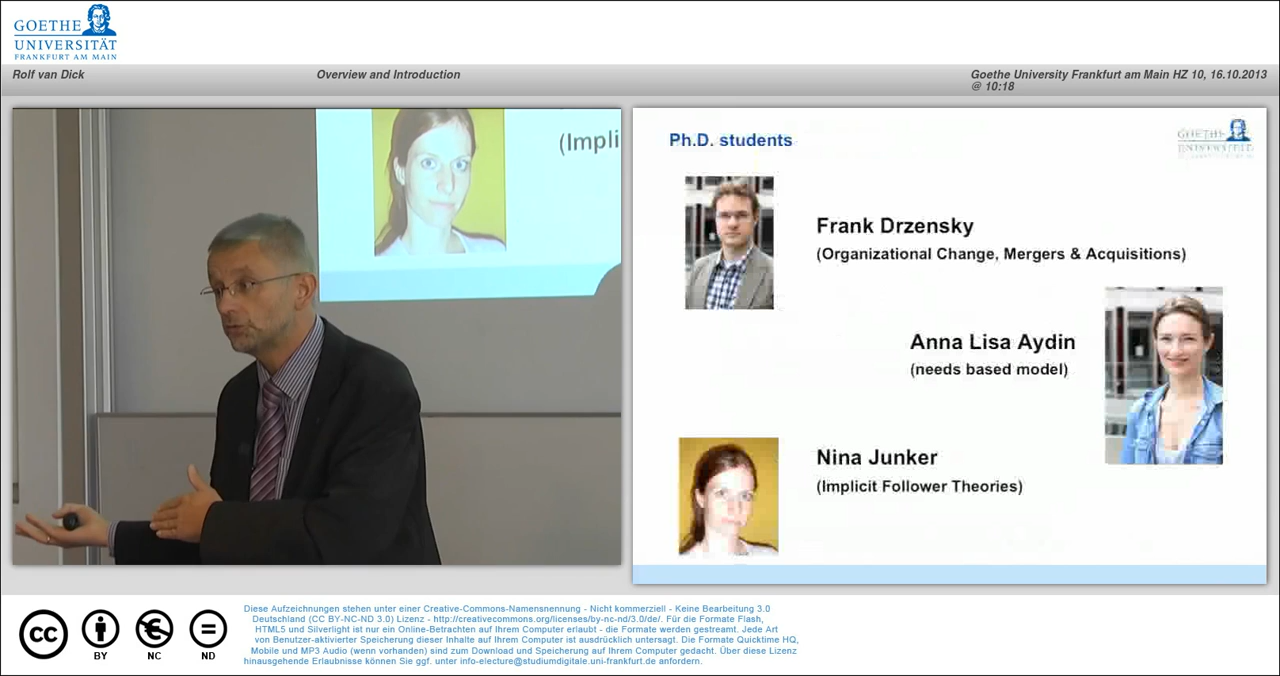 GOETHE
UNIVERSITÄT
FRANKFURT AM MAIN
Rolf van Dick
Overview and Introduction
Goethe University Frankfurt am Main HZ 10, 16.10.2013
@ 10:18
(Impli
Ph.D. students
GOETHE
UNIVERSITÄT
Frank Drzensky
(Organizational Change, Mergers & Acquisitions)
Anna Lisa Aydin
(needs based model)
Nina Junker
(Implicit Follower Theories)
cc
BY
NC
ND
Diese Aufzeichnungen stehen unter einer Creative-Commons-Namensnennung - Nicht kommerziell - Keine Bearbeitung 3.0
Deutschland (CC BY-NC-ND 3.0) Lizenz - http://creativecommons.org/licenses/by-nc-nd/3.0/de/. Für die Formate Flash,
HTML5 und Silverlight ist nur ein Online-Betrachten auf Ihrem Computer erlaubt - die Formate werden gestreamt. Jede Art
von Benutzer-aktivierter Speicherung dieser Inhalte auf Ihrem Computer ist ausdrücklich untersagt. Die Formate Quicktime HQ,
Mobile und MP3 Audio (wenn vorhanden) sind zum Download und Speicherung auf Ihrem Computer gedacht. Über diese Lizenz
hinausgehende Erlaubnisse können Sie ggf. unter info-electure@studiumdigitale.uni-frankfurt.de anfordern.